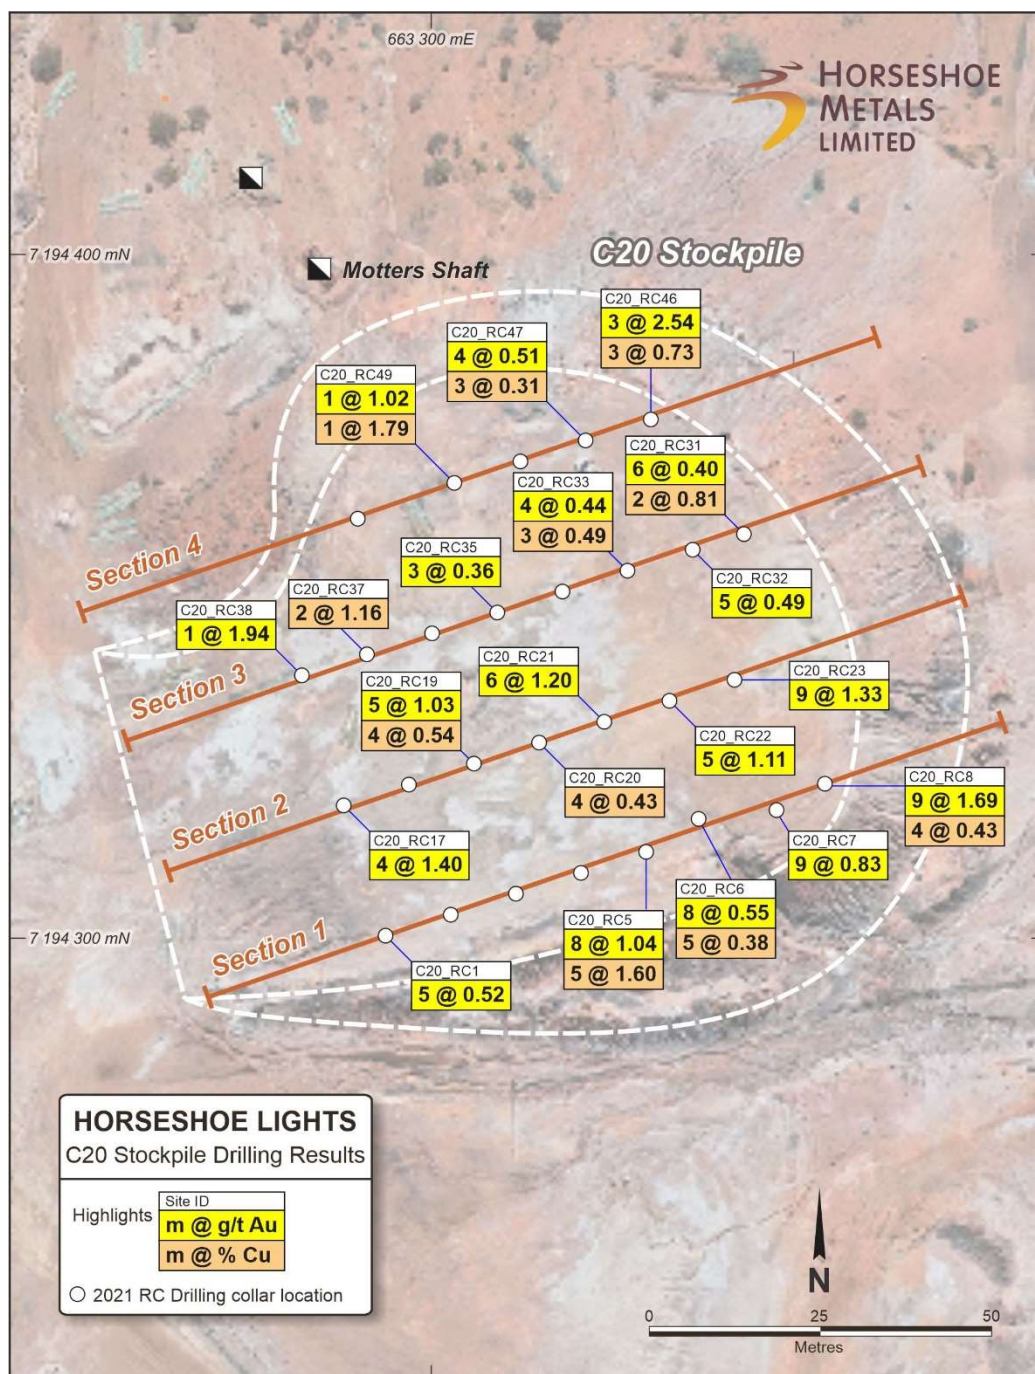 663 300 mE
HORSESHOE
METALS
LIMITED
7 194 400 mN
C20 Stockpile
Motters Shaft
C20_RC46
3 @ 2.54
3 @ 0.73
C20_RC47
4 @ 0.51
3 @ 0.31
C20_RC49
1 @ 1.02
1 @ 1.79
C20_RC31
6 @ 0.40
2 @ 0.81
C20_RC33
4 @ 0.44
3 @ 0.49
Section 4
C20_RC35
3 @ 0.36
C20_RC32
5 @ 0.49
C20_RC37
2 @ 1.16
C20_RC38
1 @ 1.94
Section 3
C20_RC21
6 @ 1.20
C20_RC23
9 @ 1.33
C20_RC19
5 @ 1.03
4 @ 0.54
C20_RC22
5 @ 1.11
C20_RC20
4 @ 0.43
C20_RC8
9 @ 1.69
4 @ 0.43
Section 2
C20_RC17
4 @ 1.40
C20_RC7
9 @ 0.83
C20_RC6
8 @ 0.55
5 @ 0.38
C20_RC5
8 @ 1.04
5 @ 1.60
7 194 300 mN
Section 1
C20_RC1
5 @ 0.52
HORSESHOE LIGHTS
C20 Stockpile Drilling Results
Highlights
Site ID
m @ g/t Au
m @ % Cu
2021 RC Drilling collar location
N
0 25 50
Metres